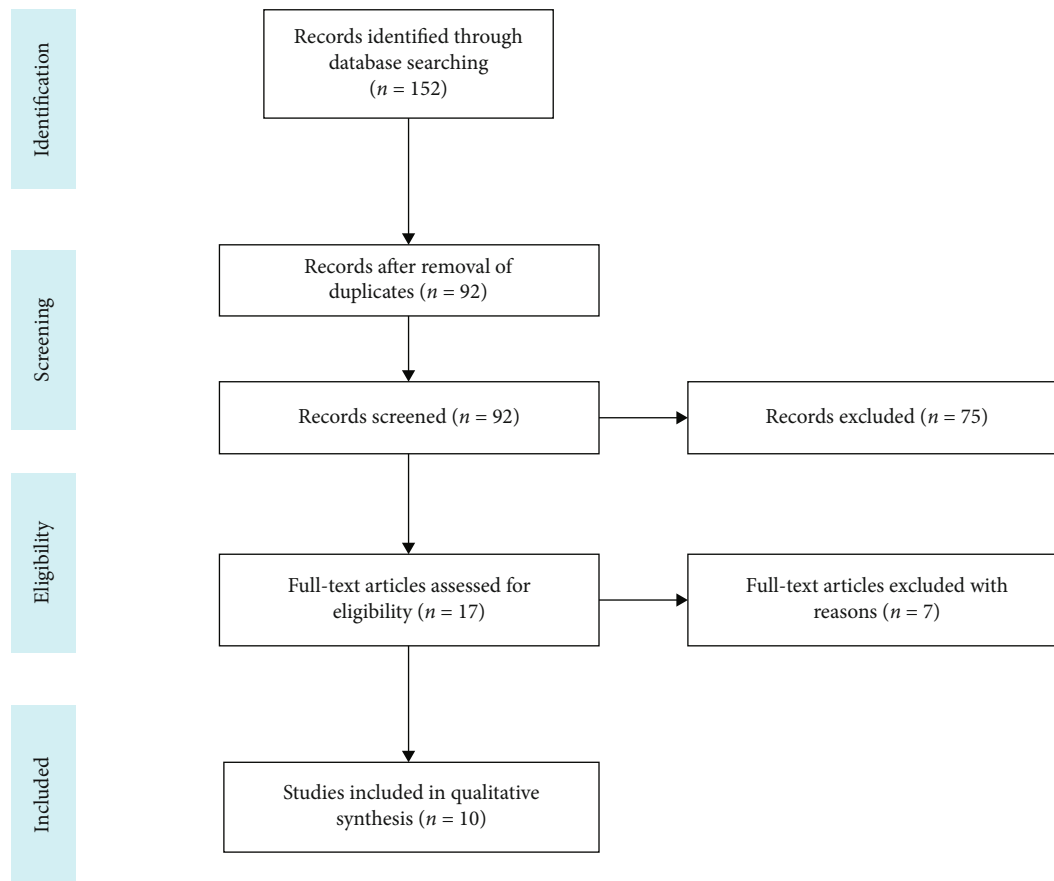 Identification
Records identified through
database searching
(n = 152)
Screening
Records after removal of
duplicates (n = 92)
Records screened (n = 92)
Records excluded (n = 75)
Eligibility
Full-text articles assessed for
eligibility (n = 17)
Full-text articles excluded with
reasons (n = 7)
Included
Studies included in qualitative
synthesis (n = 10)